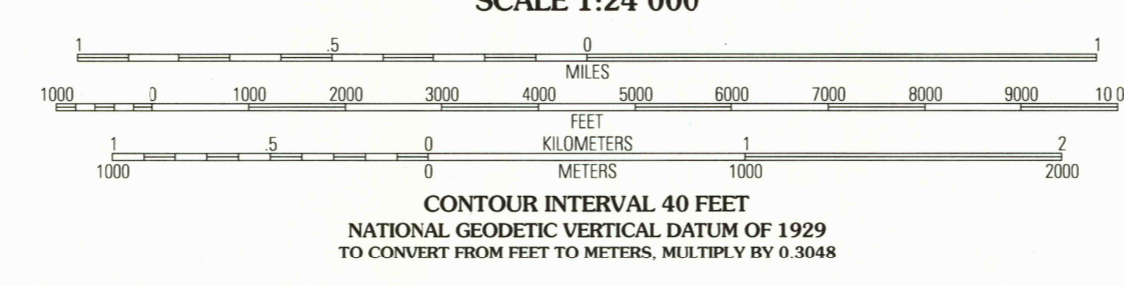 SCALE 1:24 000
1 .5 0 1
MILES
1000 0 1000 2000 3000 4000 5000 6000 7000 8000 9000 10 0
FEET
1 .5 0 KILOMETERS 1 2
1000 0 METERS 1000 2000
CONTOUR INTERVAL 40 FEET
NATIONAL GEODETIC VERTICAL DATUM OF 1929
TO CONVERT FROM FEET TO METERS, MULTIPLY BY 0.3048